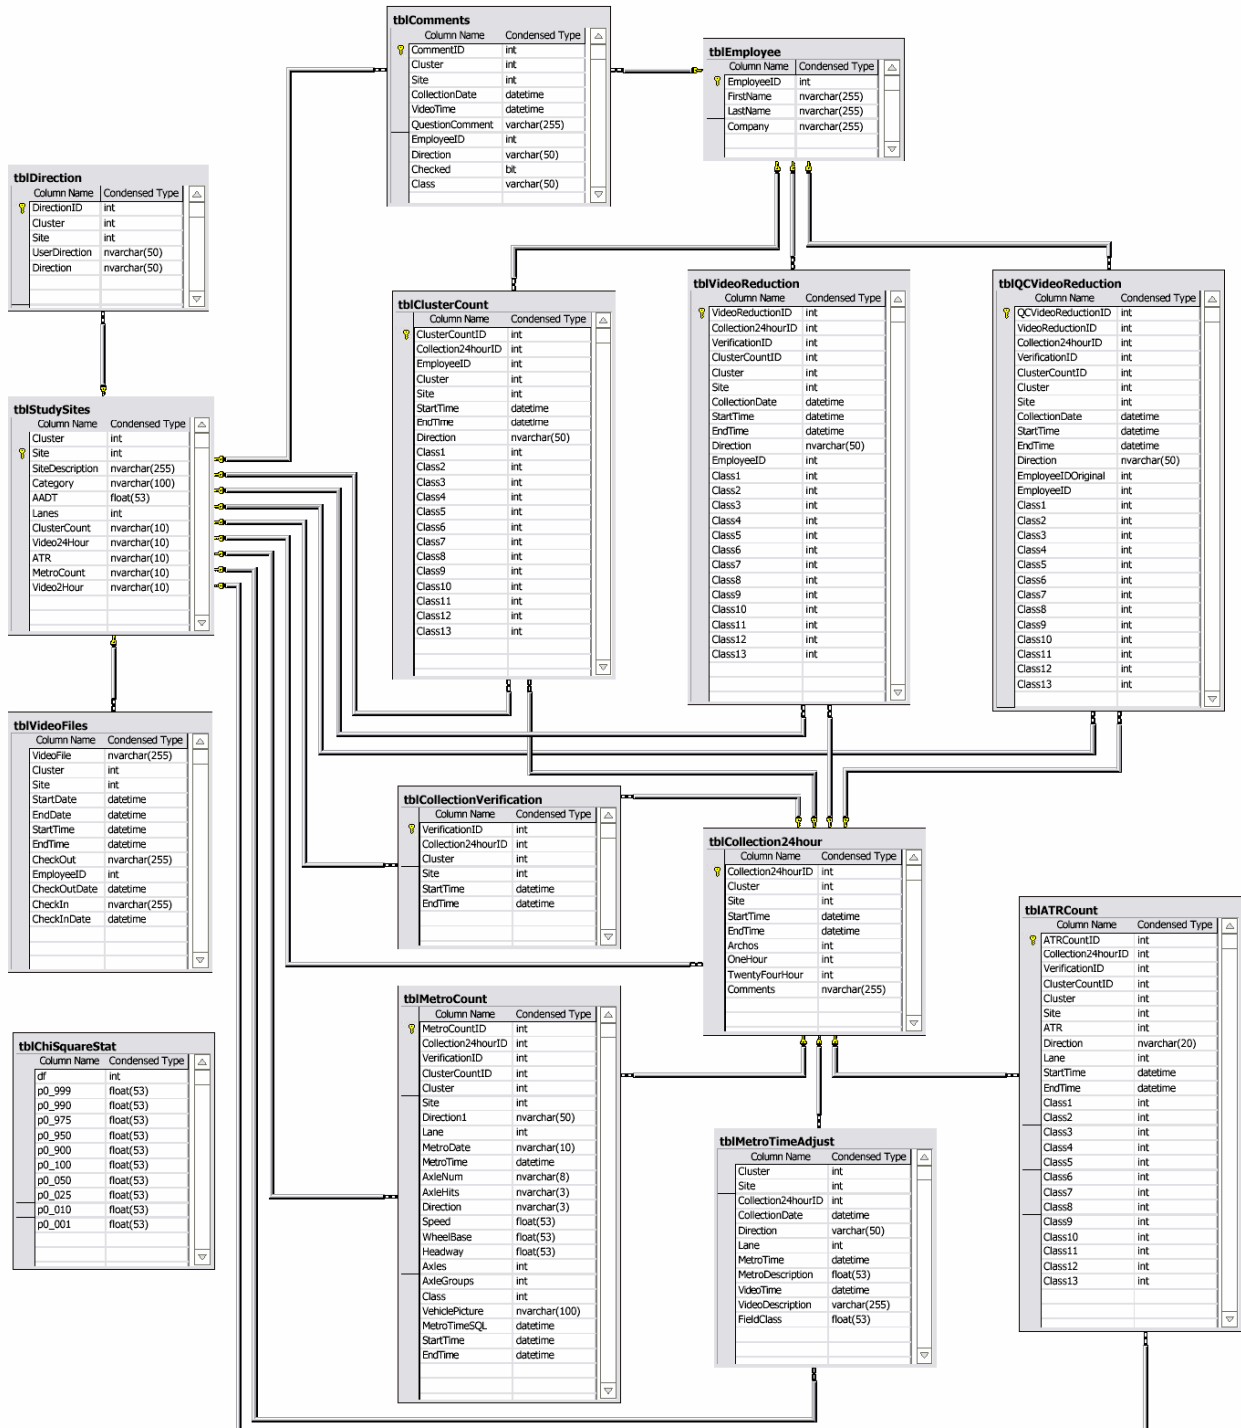 tblComments
Column Name Condensed Type
CommentID int
Cluster int
Site int
CollectionDate datetime
VideoTime datetime
QuestionComment varchar(255)
EmployeeID int
Direction varchar(50)
Checked bit
Class varchar(50)
tblEmployee
Column Name Condensed Type
EmployeeID int
FirstName nvarchar(255)
LastName nvarchar(255)
Company nvarchar(255)
tblDirection
Column Name Condensed Type
DirectionID int
Cluster int
Site int
UserDirection nvarchar(50)
Direction nvarchar(50)
tblClusterCount
Column Name Condensed Type
ClusterCountID int
Collection24hourID int
EmployeeID int
Cluster int
Site int
StartTime datetime
EndTime datetime
Direction nvarchar(50)
Class1 int
Class2 int
Class3 int
Class4 int
Class5 int
Class6 int
Class7 int
Class8 int
Class9 int
Class10 int
Class11 int
Class12 int
Class13 int
tblVideoReduction
Column Name Condensed Type
VideoReductionID int
Collection24hourID int
VerificationID int
ClusterCountID int
Cluster int
Site int
CollectionDate datetime
StartTime datetime
EndTime datetime
Direction nvarchar(50)
EmployeeID int
Class1 int
Class2 int
Class3 int
Class4 int
Class5 int
Class6 int
Class7 int
Class8 int
Class9 int
Class10 int
Class11 int
Class12 int
Class13 int
tblQCVideoReduction
Column Name Condensed Type
QCVideoReductionID int
VideoReductionID int
Collection24hourID int
VerificationID int
ClusterCountID int
Cluster int
Site int
CollectionDate datetime
StartTime datetime
EndTime datetime
Direction nvarchar(50)
EmployeeIDOriginal int
EmployeeID int
Class1 int
Class2 int
Class3 int
Class4 int
Class5 int
Class6 int
Class7 int
Class8 int
Class9 int
Class10 int
Class11 int
Class12 int
Class13 int
tblStudySites
Column Name Condensed Type
Cluster int
Site int
SiteDescription nvarchar(255)
Category nvarchar(100)
AADT float(53)
Lanes int
ClusterCount nvarchar(10)
Video24Hour nvarchar(10)
ATR nvarchar(10)
MetroCount nvarchar(10)
Video2Hour nvarchar(10)
tblVideoFiles
Column Name Condensed Type
VideoFile nvarchar(255)
Cluster int
Site int
StartDate datetime
EndDate datetime
StartTime datetime
EndTime datetime
CheckOut nvarchar(255)
EmployeeID int
CheckOutDate datetime
CheckIn nvarchar(255)
CheckInDate datetime
tblCollectionVerification
Column Name Condensed Type
VerificationID int
Collection24hourID int
Cluster int
Site int
StartTime datetime
EndTime datetime
tblCollection24hour
Column Name Condensed Type
Collection24hourID int
Cluster int
Site int
StartTime datetime
EndTime datetime
Archos int
OneHour int
TwentyFourHour int
Comments nvarchar(255)
tblATRCount
Column Name Condensed Type
ATRCountID int
Collection24hourID int
VerificationID int
ClusterCountID int
Cluster int
Site int
ATR int
Direction nvarchar(20)
Lane int
StartTime datetime
EndTime datetime
Class1 int
Class2 int
Class3 int
Class4 int
Class5 int
Class6 int
Class7 int
Class8 int
Class9 int
Class10 int
Class11 int
Class12 int
Class13 int
tblMetroCount
Column Name Condensed Type
MetroCountID int
Collection24hourID int
VerificationID int
ClusterCountID int
Cluster int
Site int
Direction1 nvarchar(50)
Lane int
MetroDate nvarchar(10)
MetroTime datetime
AxleNum nvarchar(8)
AxleHits nvarchar(3)
Direction nvarchar(3)
Speed float(53)
WheelBase float(53)
Headway float(53)
Axles int
AxleGroups int
Class int
VehiclePicture nvarchar(100)
MetroTimeSQL datetime
StartTime datetime
EndTime datetime
tblChiSquareStat
Column Name Condensed Type
df int
p0_999 float(53)
p0_990 float(53)
p0_975 float(53)
p0_950 float(53)
p0_900 float(53)
p0_100 float(53)
p0_050 float(53)
p0_025 float(53)
p0_010 float(53)
p0_001 float(53)
tblMetroTimeAdjust
Column Name Condensed Type
Cluster int
Site int
Collection24hourID int
CollectionDate datetime
Direction varchar(50)
Lane int
MetroTime datetime
MetroDescription float(53)
VideoTime datetime
VideoDescription varchar(255)
FieldClass float(53)